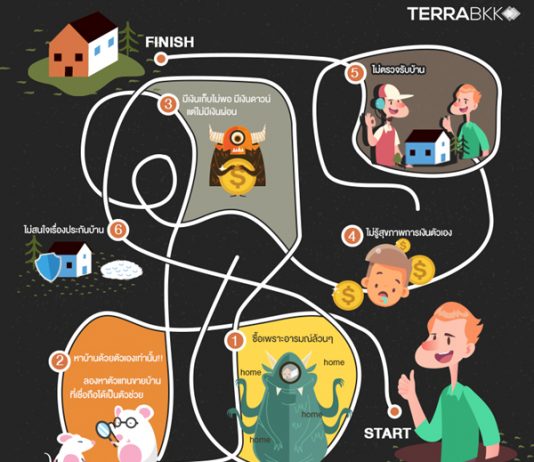 TERRABKK
FINISH
5
ไม่ตรวจรับบ้าน
3
มีเงินเก็บไม่พอ มีเงินดาวน์
แต่ไม่มีเงินผ่อน
ไม่สนใจเรื่องประกันบ้าน
6
4
ไม่รู้สุขภาพการเงินตัวเอง
1
ซื้อเพราะอารมณ์ล้วนๆ
2
หาบ้านด้วยตัวเองเท่านั้น!!
ลองหาตัวแทนขายบ้าน
ที่เชื่อถือได้เป็นตัวช่วย
home
home
home
home
home
START